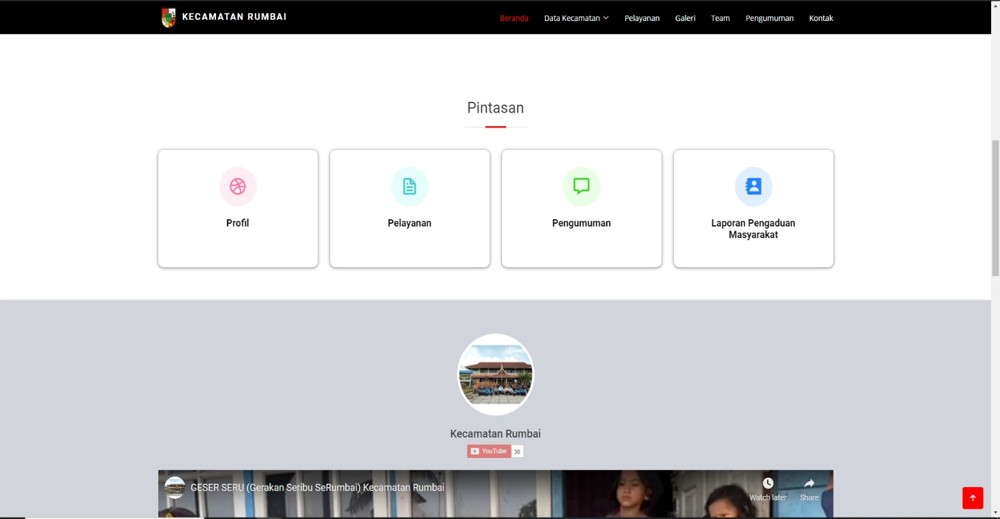 KECAMATAN RUMBAI
Beranda Data Kecamatan Pelayanan Galeri Team Pengumuman Kontak
Pintasan
Profil
Pelayanan
Pengumuman
Laporan Pengaduan
Masyarakat
Kecamatan Rumbai
YouTube 30
GESER SERU (Gerakan Seribu SeRumbai) Kecamatan Rumbai
Watch later
Share